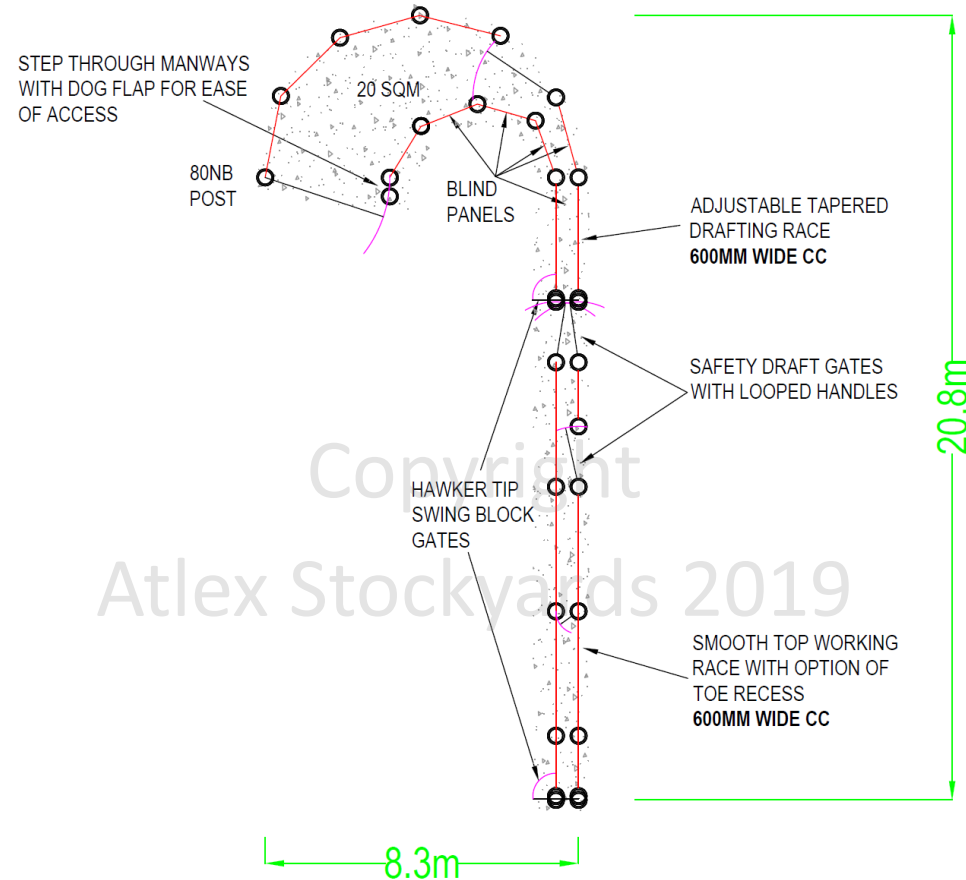 STEP THROUGH MANWAYS
WITH DOG FLAP FOR EASE
OF ACCESS
20 SQM
80NB
POST
BLIND
PANELS
ADJUSTABLE TAPERED
DRAFTING RACE
600MM WIDE CC
SAFETY DRAFT GATES
WITH LOOPED HANDLES
20.8m
Copyright
HAWKER TIP
SWING BLOCK
GATES
Atlex Stockyards 2019
SMOOTH TOP WORKING
RACE WITH OPTION OF
TOE RECESS
600MM WIDE CC
8.3m